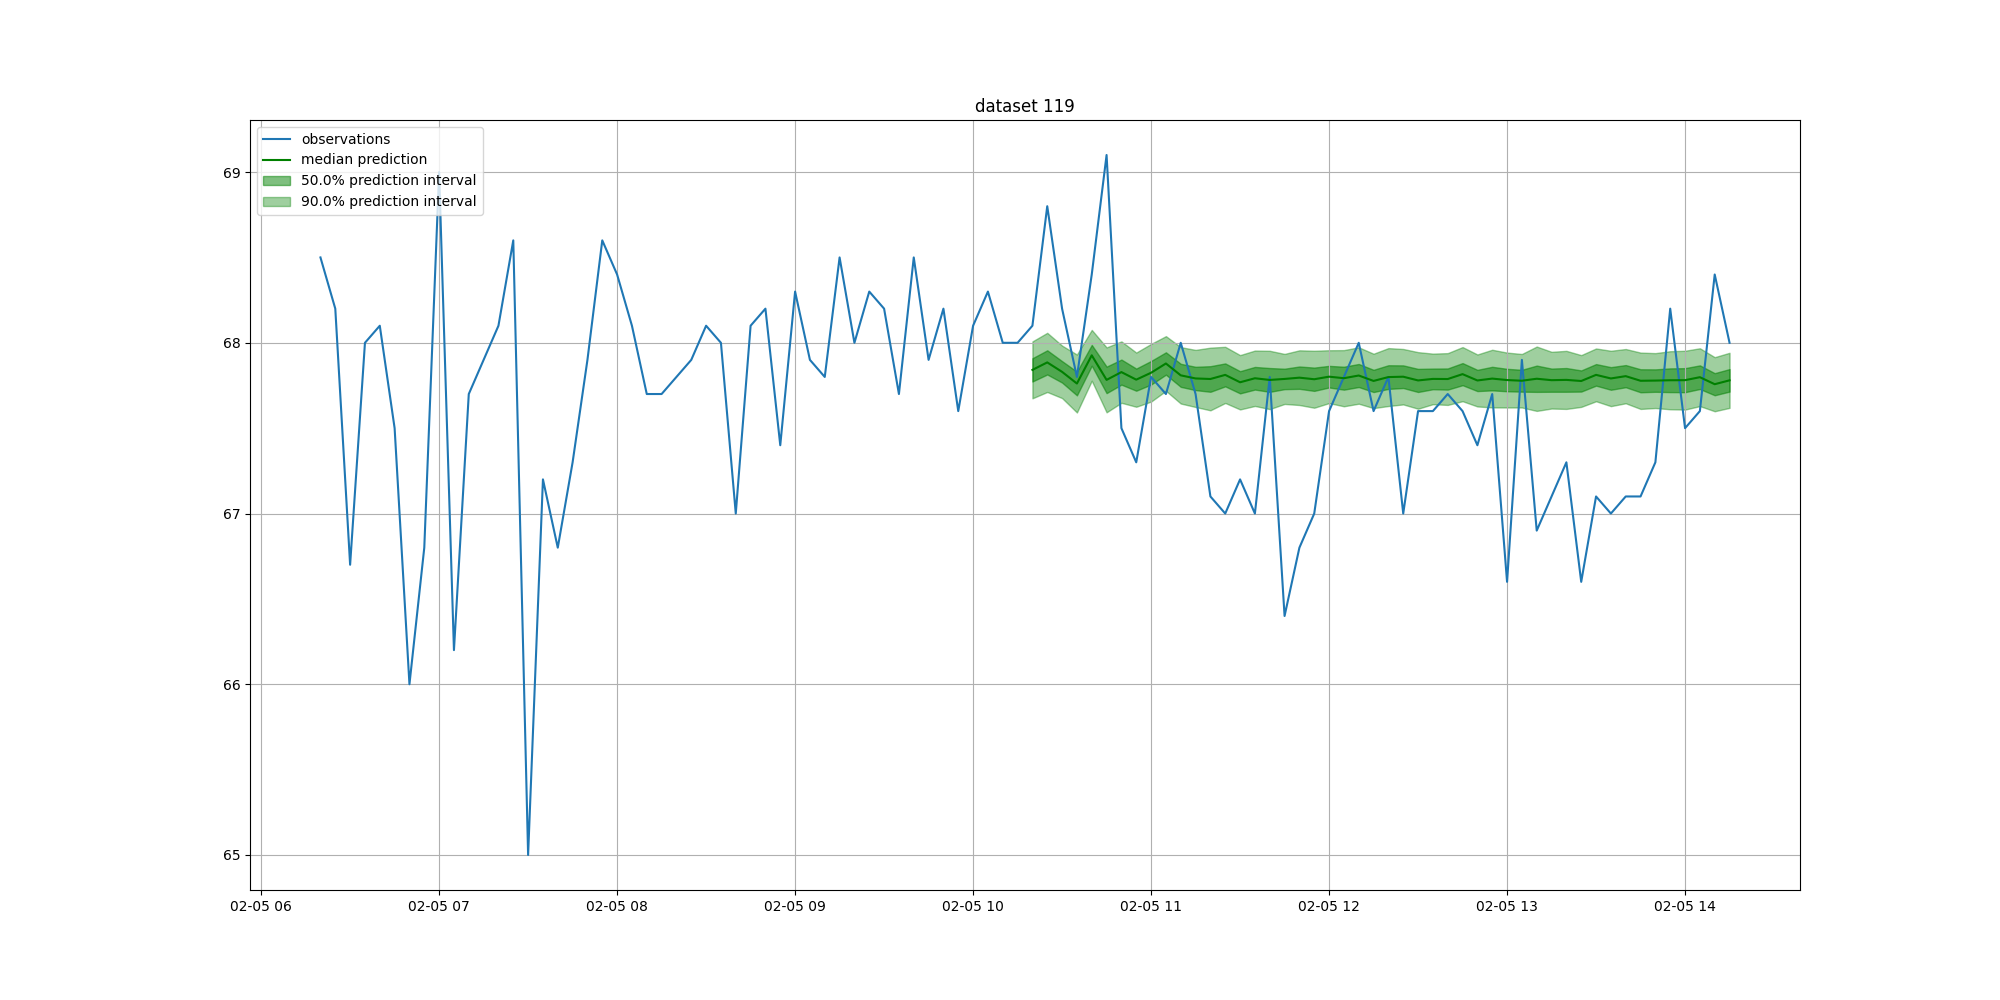 dataset 119
observations
median prediction
50.0% prediction interval
90.0% prediction interval
69
68
67
66
65
02-05 06
02-05 07
02-05 08
02-05 09
02-05 10
02-05 11
02-05 12
02-05 13
02-05 14